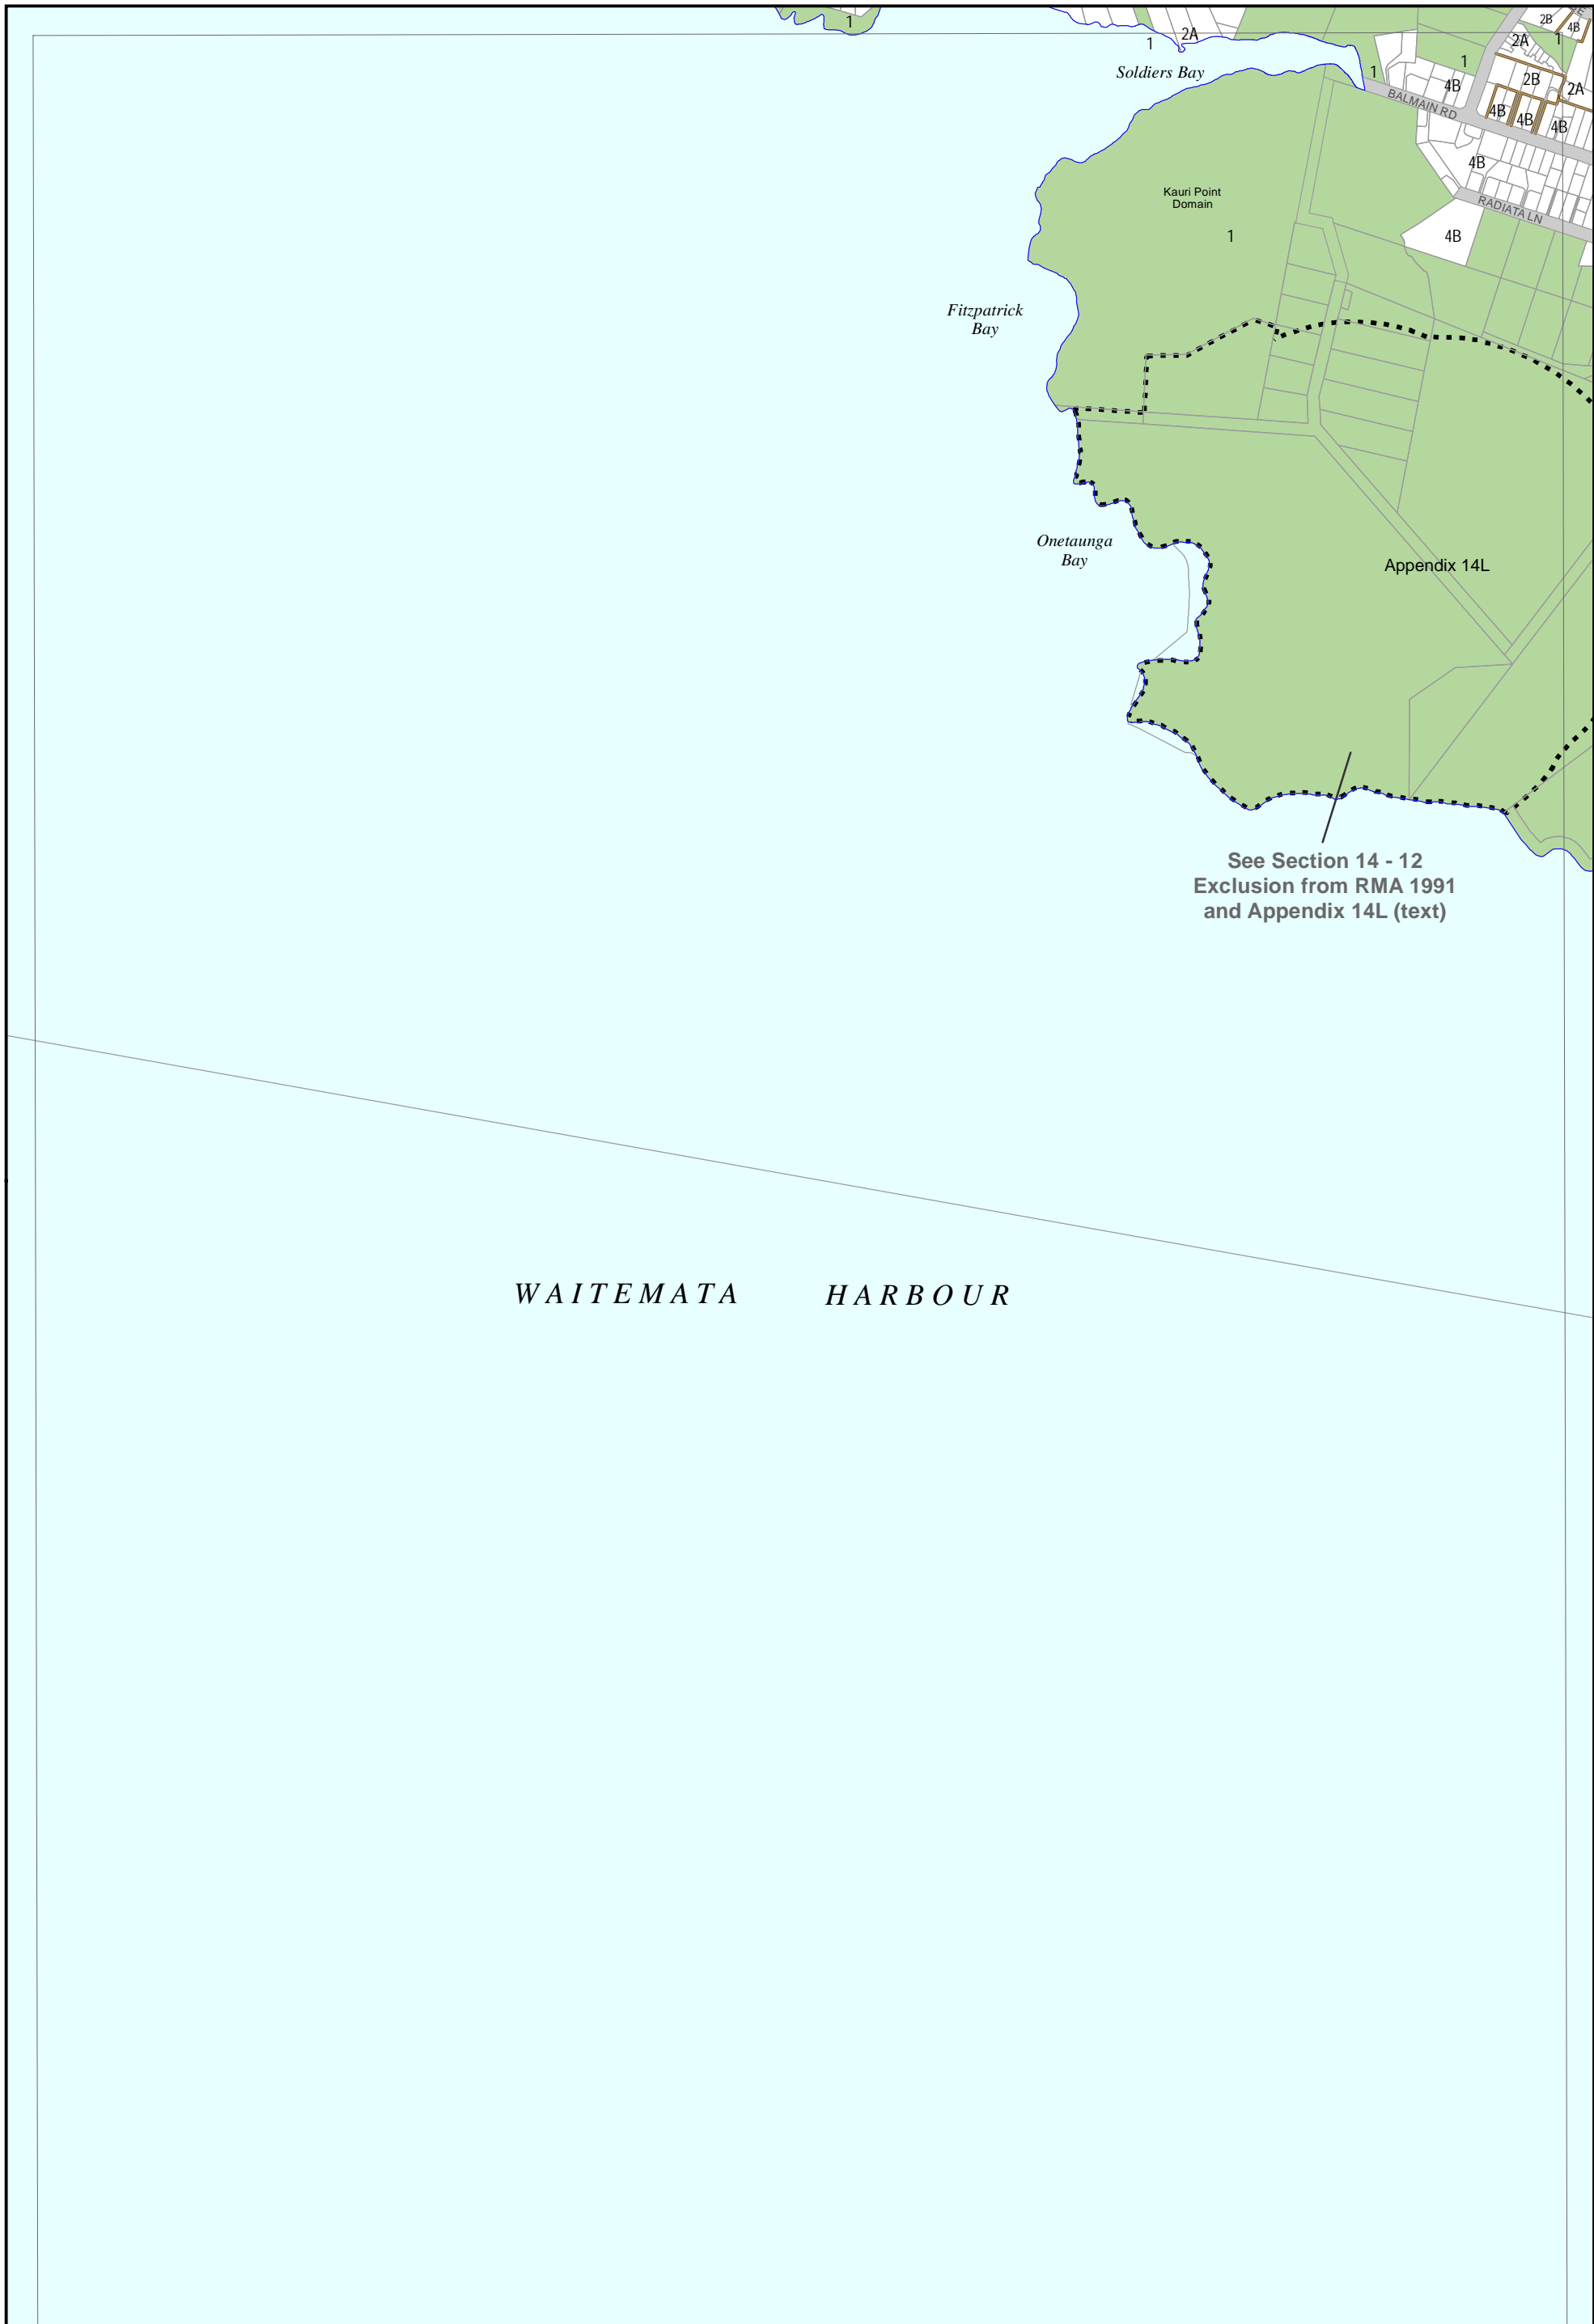 1
2A
1
Soldiers Bay
1
4B
1
BALMAIN RD
2B
4B
1
2A
2B
2A
4B
4B
4B
4B
RADIATA LN
4B
Kauri Point
Domain
1
Fitzpatrick
Bay
Onetaunga
Bay
Appendix 14L
See Section 14 - 12
Exclusion from RMA 1991
and Appendix 14L (text)
WAITEMATA HARBOUR